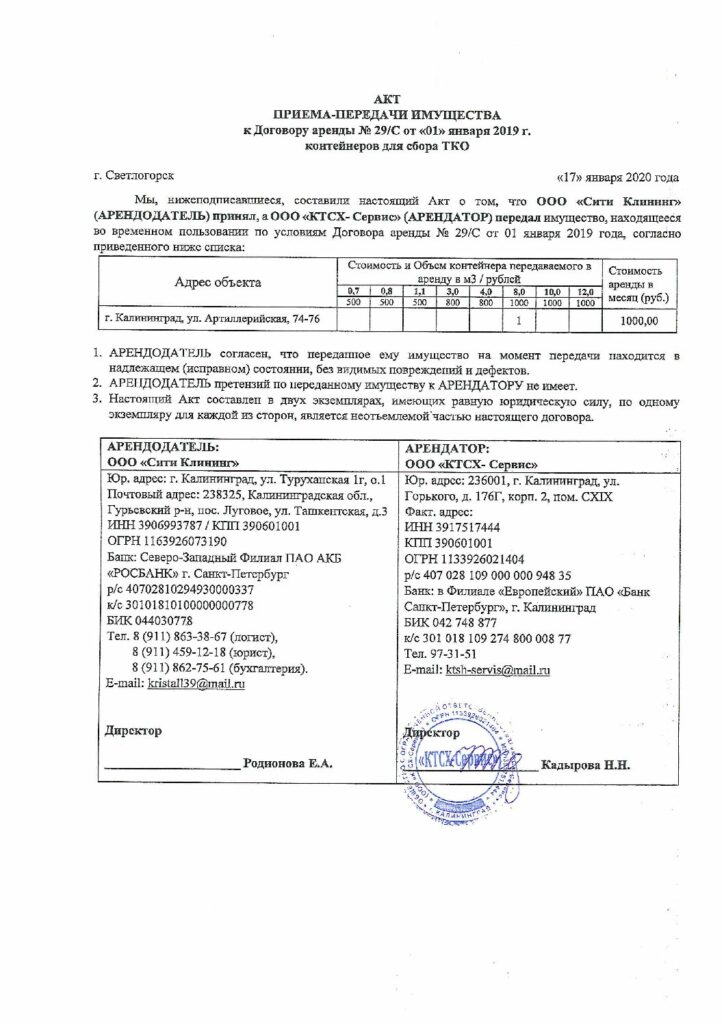 АКТ
ПРИЕМА-ПЕРЕДАЧИ ИМУЩЕСТВА
к Договору аренды № 29/С от «01» января 2019 г.
контейнеров для сбора ТКО
г. Светлогорск «17» января 2020 года
Мы, нижеподписавшиеся, составили настоящий Акт о том, что ООО «Сити Клининг»
(АРЕНДОДАТЕЛЬ) принял, а ООО «КТСХ- Сервис» (АРЕНДАТОР) передал имущество, находящееся
во временном пользовании по условиям Договора аренды № 29/С от 01 января 2019 года, согласно
приведенного ниже списка:
Адрес объекта
Стоимость и Объем контейнера передаваемого в
аренду в м3 / рублей
Стоимость
аренды в
месяц (руб.)
0,7 0,8 1,1 3,0 4,0 8,0 10,0 12,0
500 500 500 800 800 1000 1000 1000
г. Калининград, ул. Артиллерийская, 74-76 1 1000,00
1. АРЕНДОДАТЕЛЬ согласен, что переданное ему имущество на момент передачи находится в
надлежащем (исправном) состоянии, без видимых повреждений и дефектов.
2. АРЕНДОДАТЕЛЬ претензий по переданному имуществу к АРЕНДАТОРУ не имеет.
3. Настоящий Акт составлен в двух экземплярах, имеющих равную юридическую силу, по одному
экземпляру для каждой из сторон, является неотъемлемой частью настоящего договора.
АРЕНДОДАТЕЛЬ:
ООО «Сити Клининг»
Юр. адрес: г. Калининград, ул. Туруханская 1г, о.1
Почтовый адрес: 238325, Калининградская обл.,
Гурьевский р-н, пос. Луговое, ул. Ташкентская, д.3
ИНН 3906993787 / КПП 390601001
ОГРН 1163926073190
Банк: Северо-Западный Филиал ПАО АКБ
«РОСБАНК» г. Санкт-Петербург
р/с 40702810294930000337
к/с 30101810100000000778
БИК 044030778
Тел. 8 (911) 863-38-67 (логист),
8 (911) 459-12-18 (юрист),
8 (911) 862-75-61 (бухгалтерия).
E-mail: kristall39@mail.ru
Директор
Родионова Е.А.
АРЕНДАТОР:
ООО «КТСХ- Сервис»
Юр. адрес: 236001, г. Калининград, ул.
Горького, д. 176Г, корп. 2, пом. CXIX
Факт. адрес:
ИНН 3917517444
КПП 390601001
ОГРН 1133926021404
р/с 407 028 109 000 000 948 35
Банк: в Филиале «Европейский» ПАО «Банк
Санкт-Петербург», г. Калининград
БИК 042 748 877
к/с 301 018 109 274 800 008 77
Тел. 97-31-51
E-mail: ktsh-servis@mail.ru
Директор
«КТСХ-Сервис»
Кадырова Н.Н.